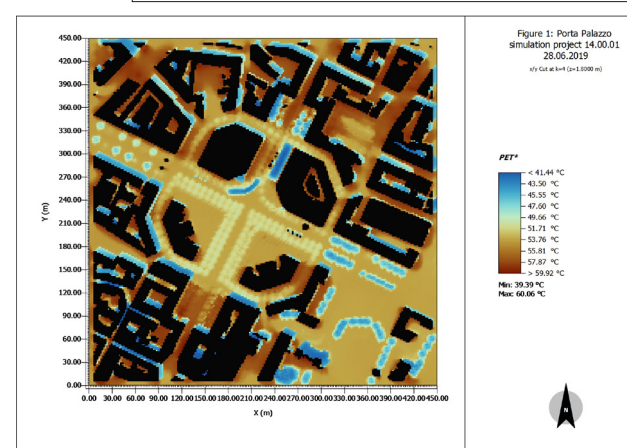 Figure 1: Porta Palazzo
simulation project 14.00.01
28.06.2019
x/y Cut at k=4 (z=1.8000 m)
450.00
420.00
390.00
360.00
330.00
300.00
270.00
240.00
210.00
180.00
150.00
120.00
90.00
60.00
30.00
0.00
Y (m)
0.00 30.00 60.00 90.00 120.00 150.00 180.00 210.00 240.00 270.00 300.00 330.00 360.00 390.00 420.00 450.00
X (m)
PET*
< 41.44 °C
43.50 °C
45.55 °C
47.60 °C
49.66 °C
51.71 °C
53.76 °C
55.81 °C
57.87 °C
> 59.92 °C
Min: 39.39 °C
Max: 60.06 °C
N